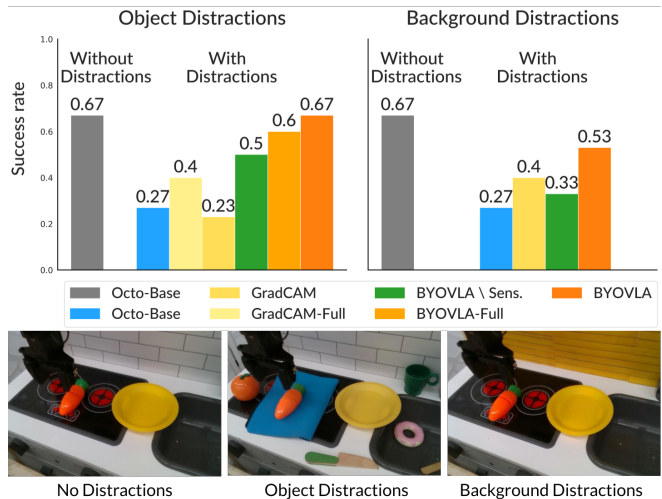 Object Distractions
Background Distractions
Success rate
1.0
0.8
0.6
0.4
0.2
0.0
Without
Distractions
With
Distractions
0.67
0.27
0.4
0.23
0.5
0.6
0.67
Without
Distractions
With
Distractions
0.67
0.27
0.4
0.33
0.53
Octo-Base GradCAM BYOVLA \ Sens. BYOVLA
Octo-Base GradCAM-Full BYOVLA-Full
No Distractions Object Distractions Background Distractions